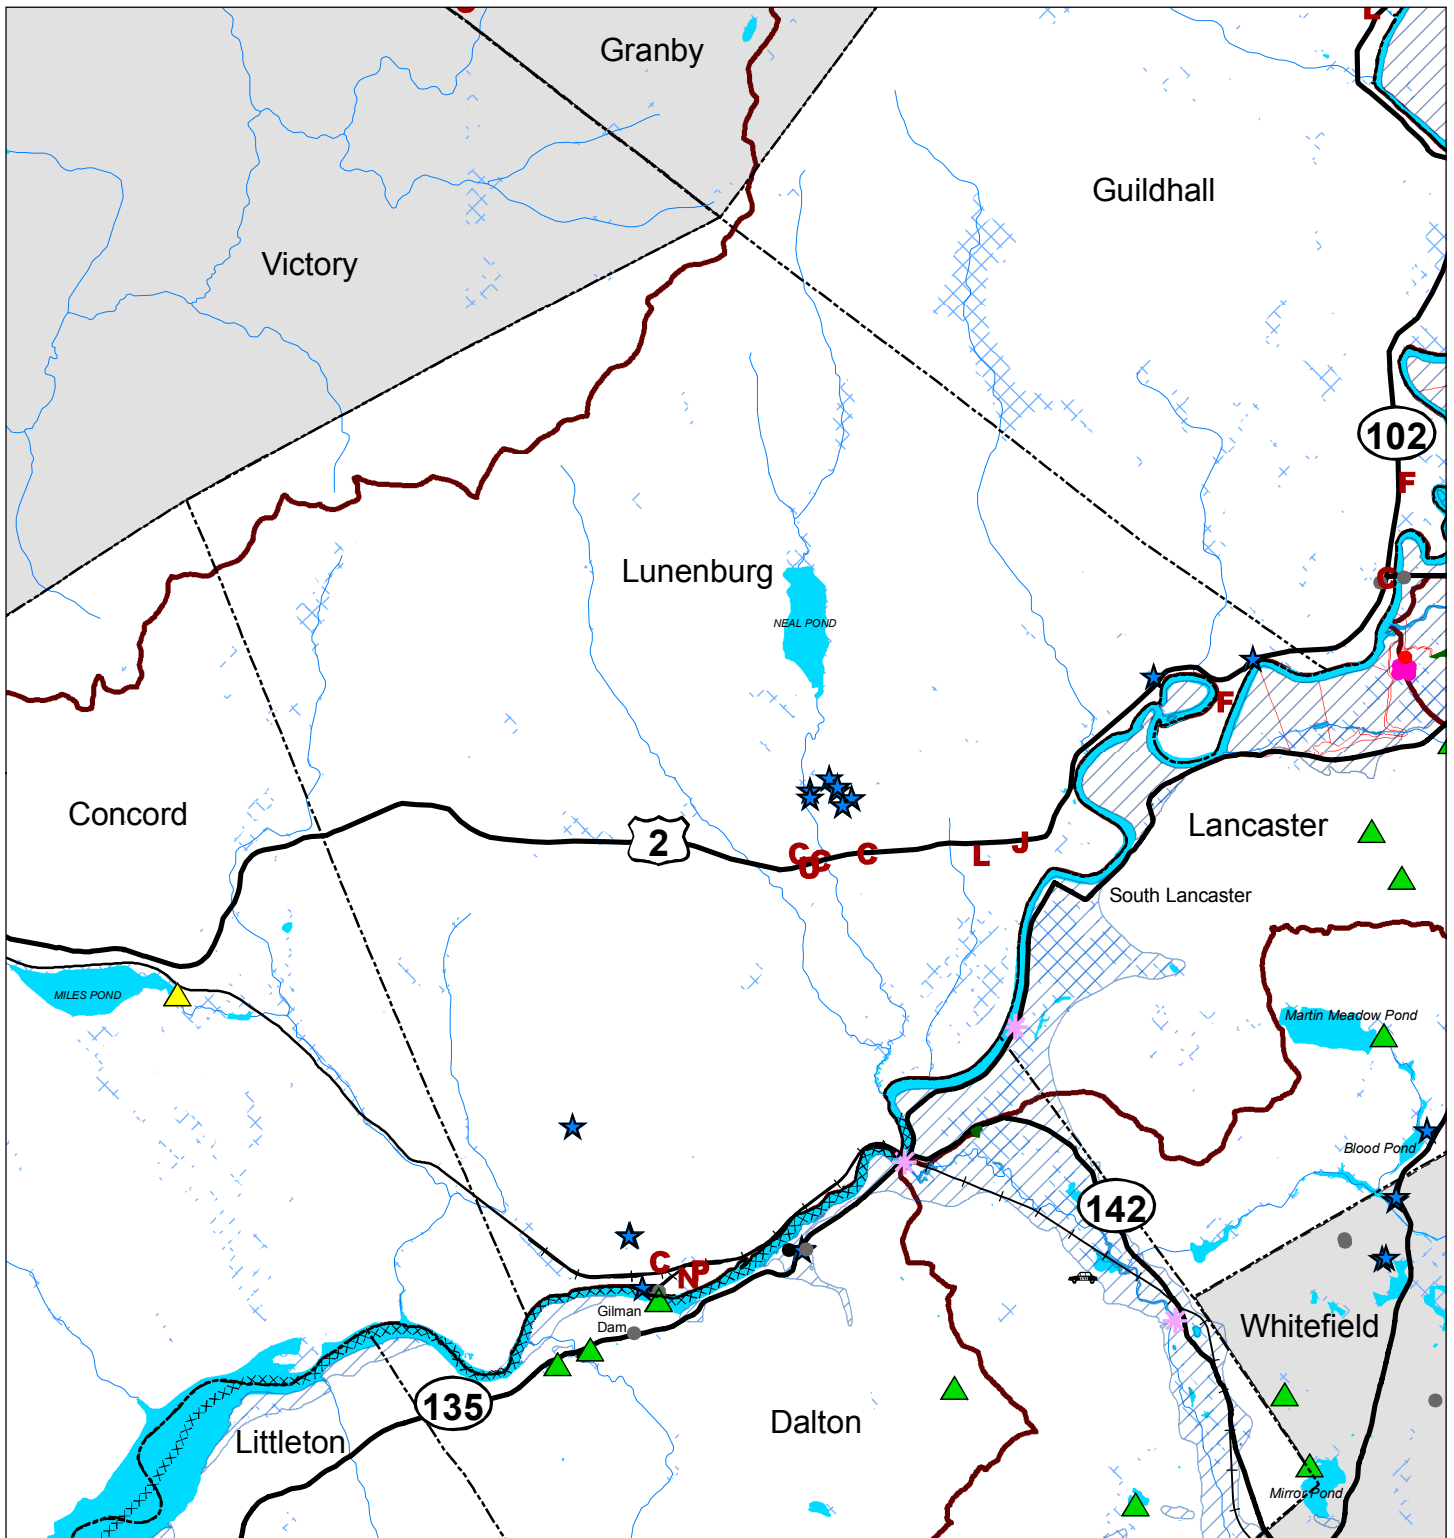 L
Granby
Guildhall
Victory
102
F
Lunenburg
C
NEAL POND
F
Concord
2
C
C
U
C
L
J
Lancaster
South Lancaster
MILES POND
Martin Meadow Pond
Blood Pond
142
C
N
P
TAXI
Gilman
Dam
Whitefield
135
Dalton
Littleton
Mirror Pond